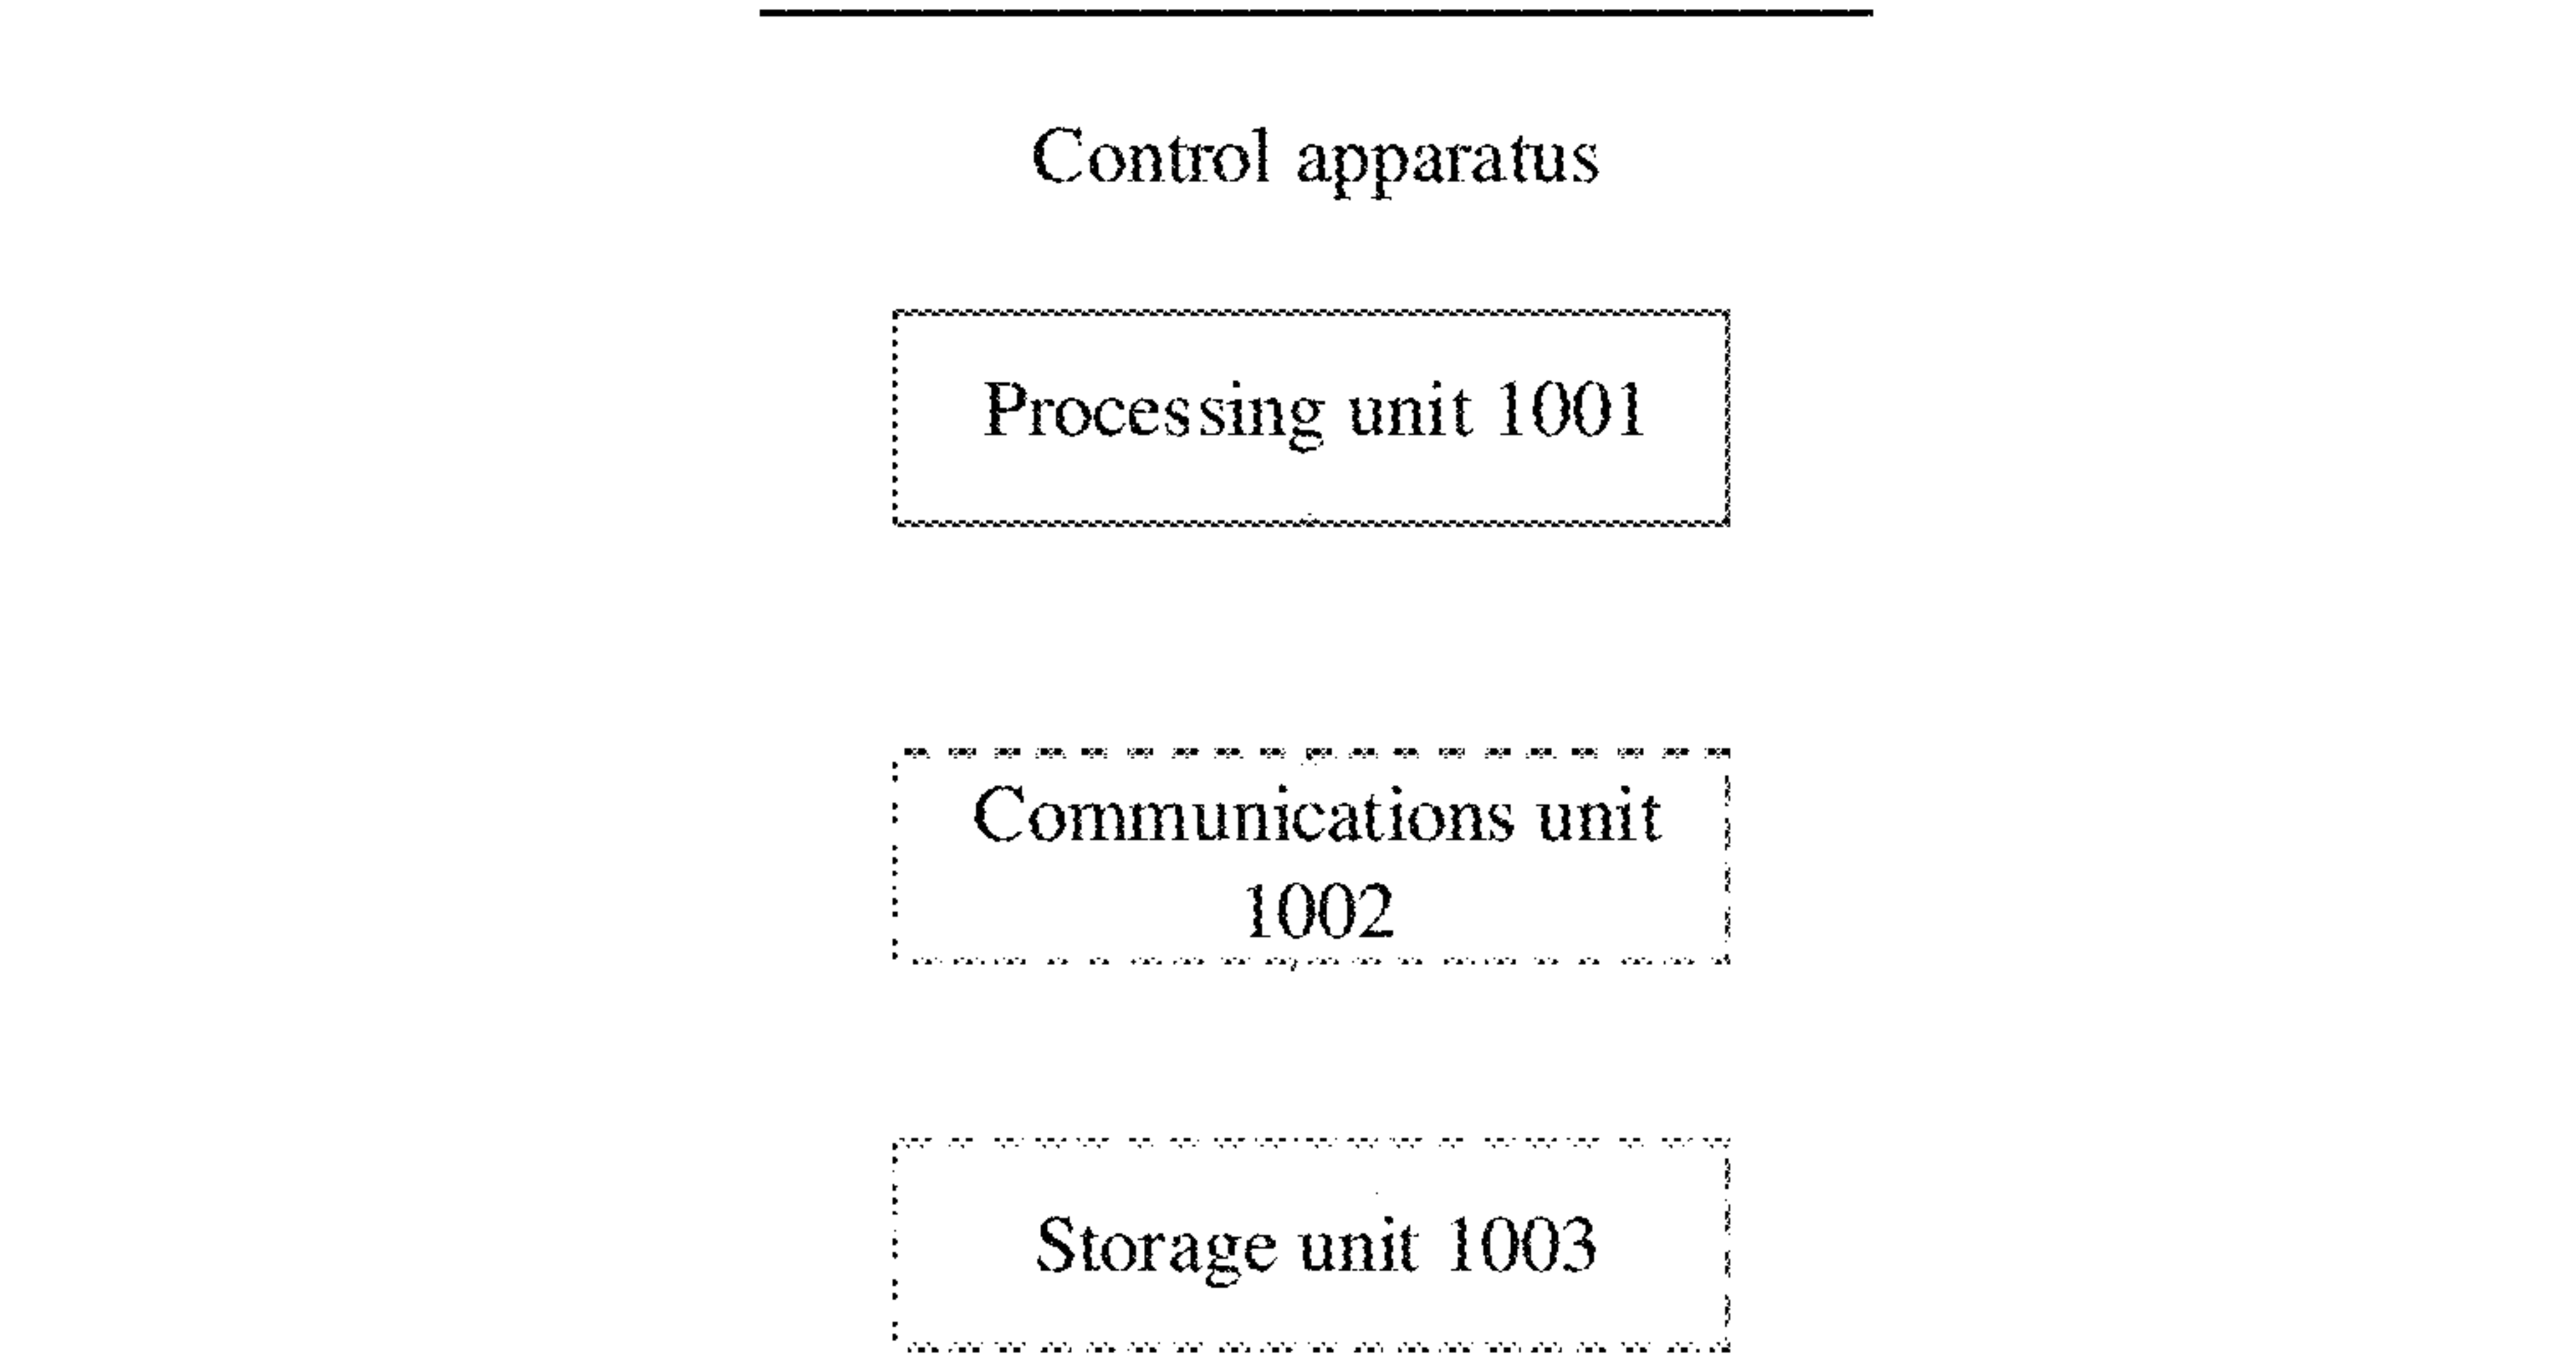 Control apparatus
Processing unit 1001
Communications unit
1002
Storage unit 1003